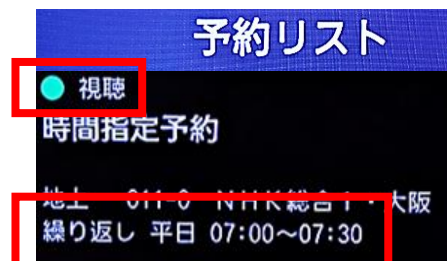 予約リスト
視聴
時間指定予約
地上 011-0 NHK総合1・大阪
繰り返し 平日 07:00～07:30